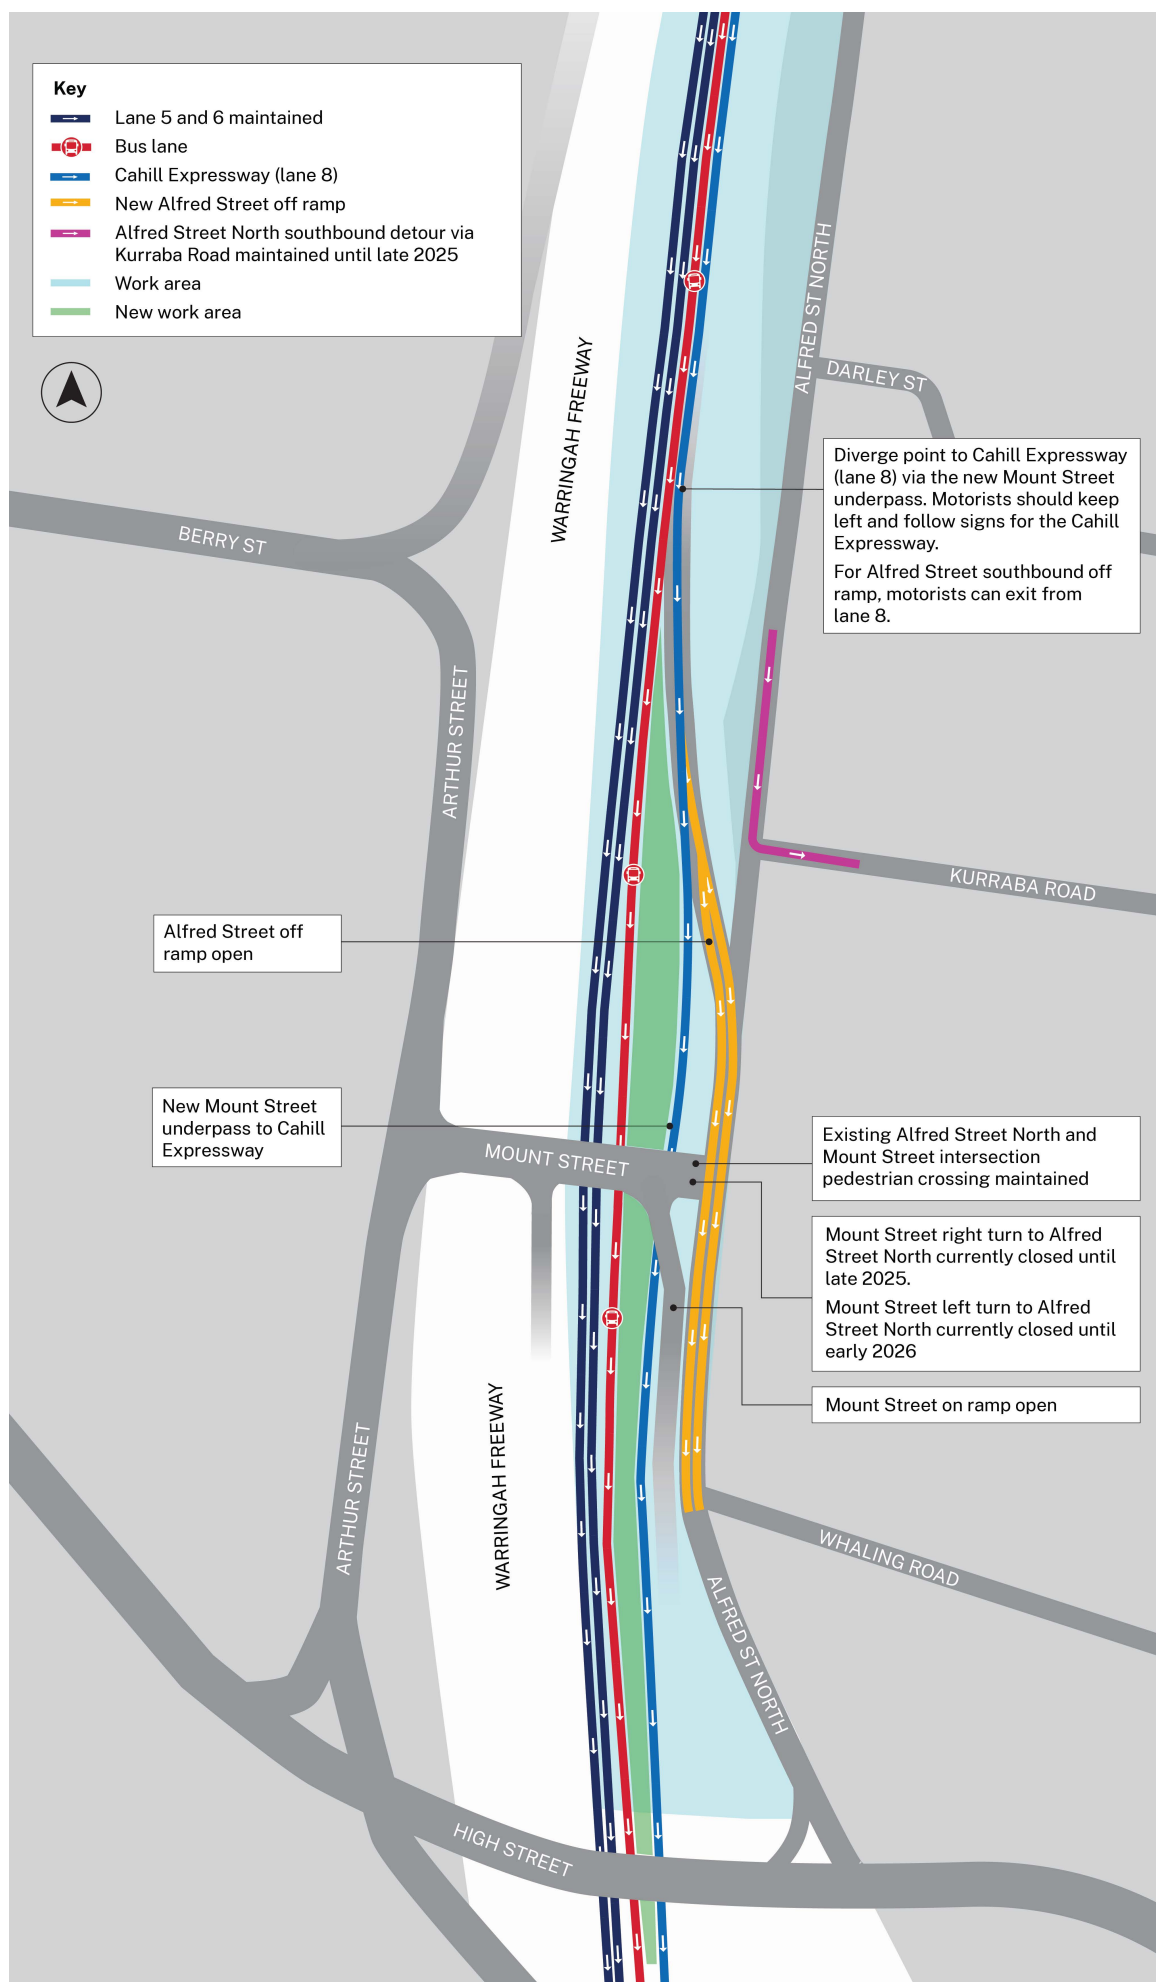 Key
Lane 5 and 6 maintained
Bus lane
Cahill Expressway (lane 8)
New Alfred Street off ramp
Alfred Street North southbound detour via
Kurraba Road maintained until late 2025
Work area
New work area
ALFRED ST NORTH
WARRINGAH FREEWAY
DARLEY ST
Diverge point to Cahill Expressway
(lane 8) via the new Mount Street
underpass. Motorists should keep
left and follow signs for the Cahill
Expressway.
For Alfred Street southbound off
ramp, motorists can exit from
lane 8.
BERRY ST
ARTHUR STREET
KURRABA ROAD
Alfred Street off
ramp open
New Mount Street
underpass to Cahill
Expressway
MOUNT STREET
Existing Alfred Street North and
Mount Street intersection
pedestrian crossing maintained
Mount Street right turn to Alfred
Street North currently closed until
late 2025.
Mount Street left turn to Alfred
Street North currently closed until
early 2026
Mount Street on ramp open
WARRINGAH FREEWAY
ARTHUR STREET
WHALING ROAD
ALFRED ST NORTH
HIGH STREET